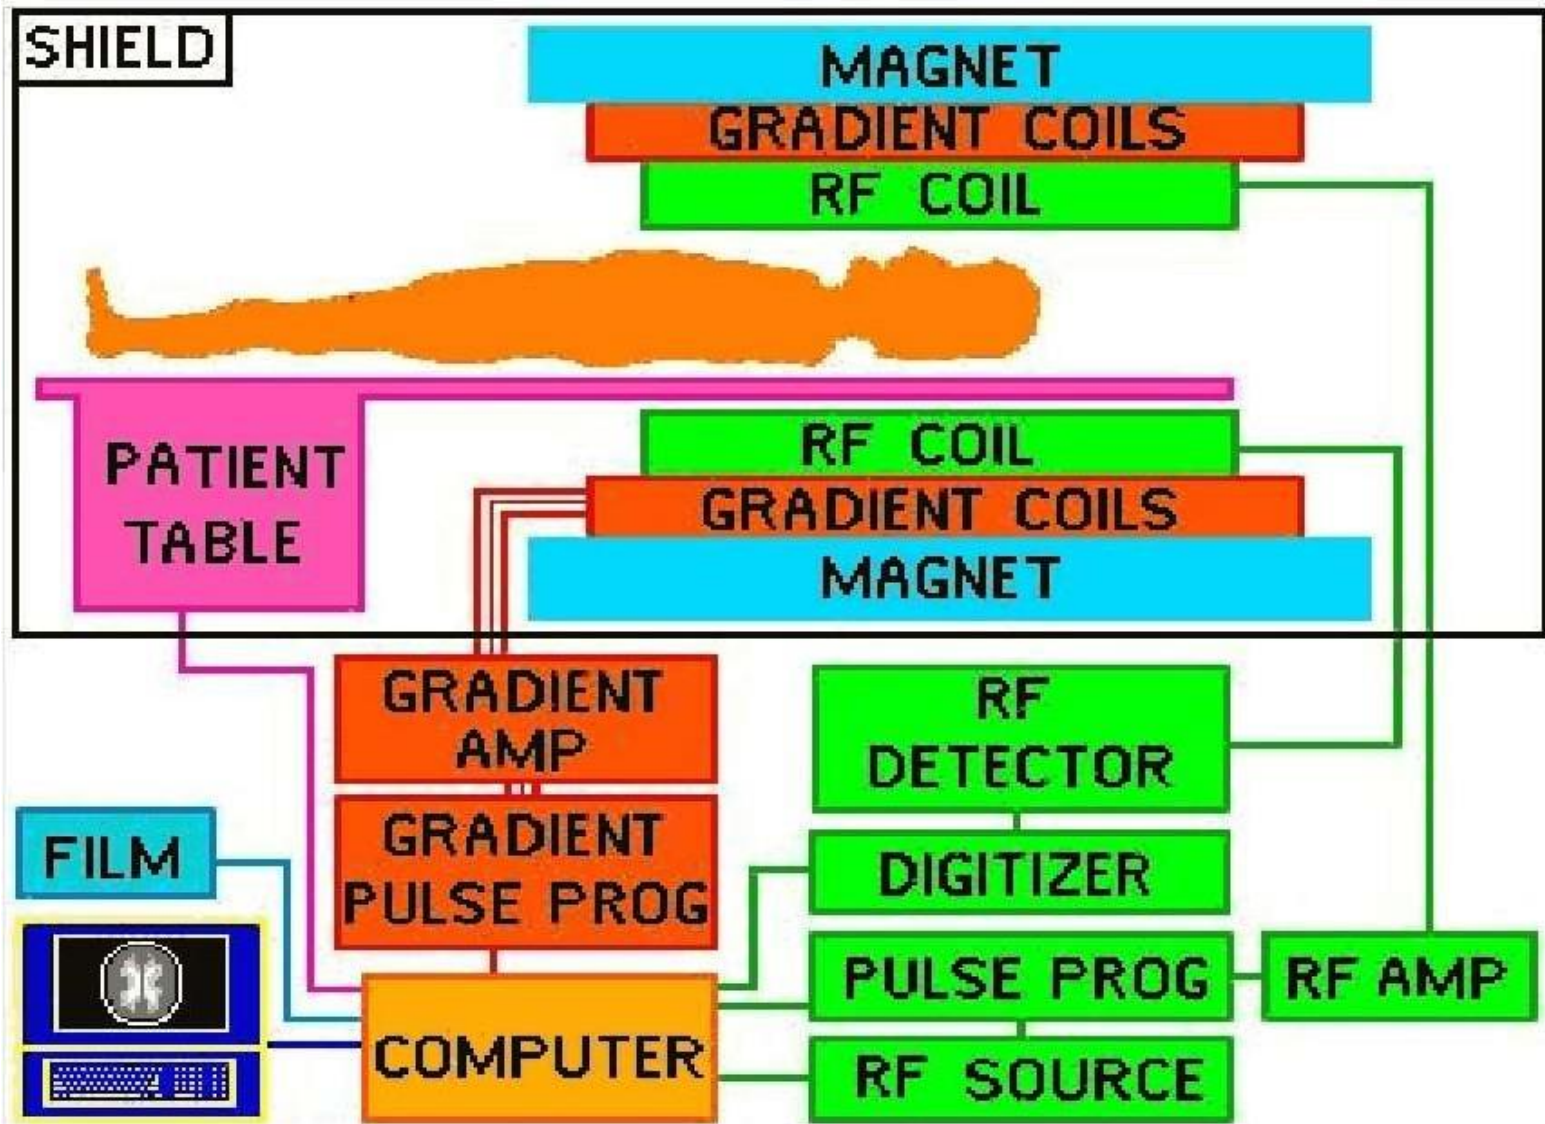 SHIELD
MAGNET
GRADIENT COILS
RF COIL
RF COIL
GRADIENT COILS
MAGNET
PATIENT
TABLE
GRADIENT
AMP
GRADIENT
PULSE PROG
RF
DETECTOR
FILM
DIGITIZER
PULSE PROG
RF AMP
COMPUTER
RF SOURCE